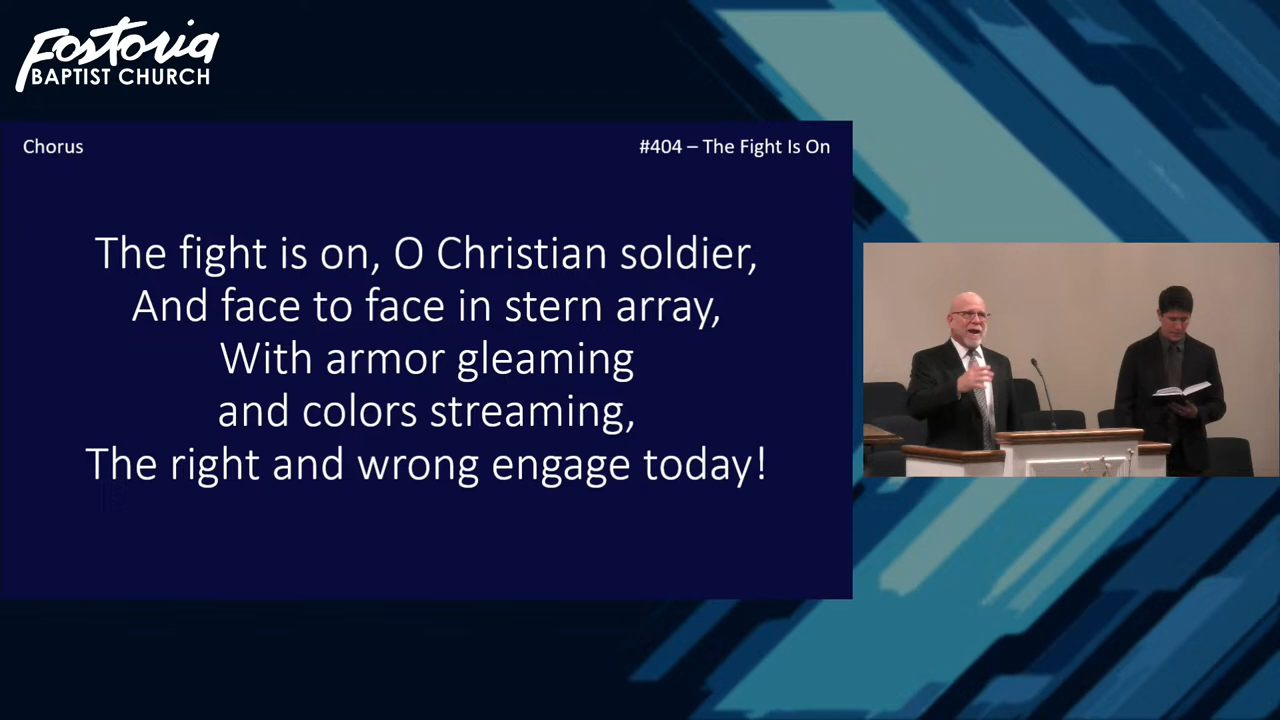 Fostoria
BAPTIST CHURCH
Chorus
#404 – The Fight Is On
The fight is on, O Christian soldier,
And face to face in stern array,
With armor gleaming
and colors streaming,
The right and wrong engage today!